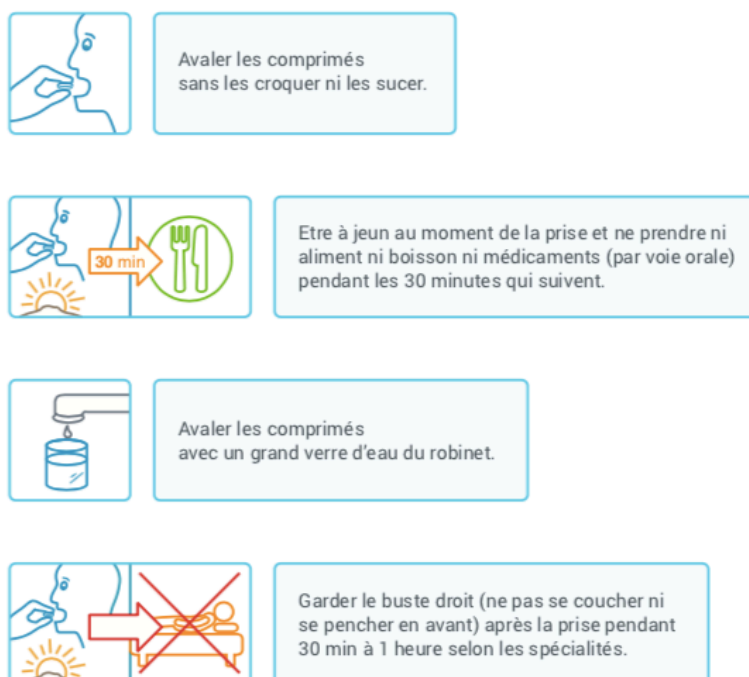 Avaler les comprimés
sans les croquer ni les sucer.
30 min
Etre à jeun au moment de la prise et ne prendre ni
aliment ni boisson ni médicaments (par voie orale)
pendant les 30 minutes qui suivent.
Avaler les comprimés
avec un grand verre d'eau du robinet.
Garder le buste droit (ne pas se coucher ni
se pencher en avant) après la prise pendant
30 min à 1 heure selon les spécialités.